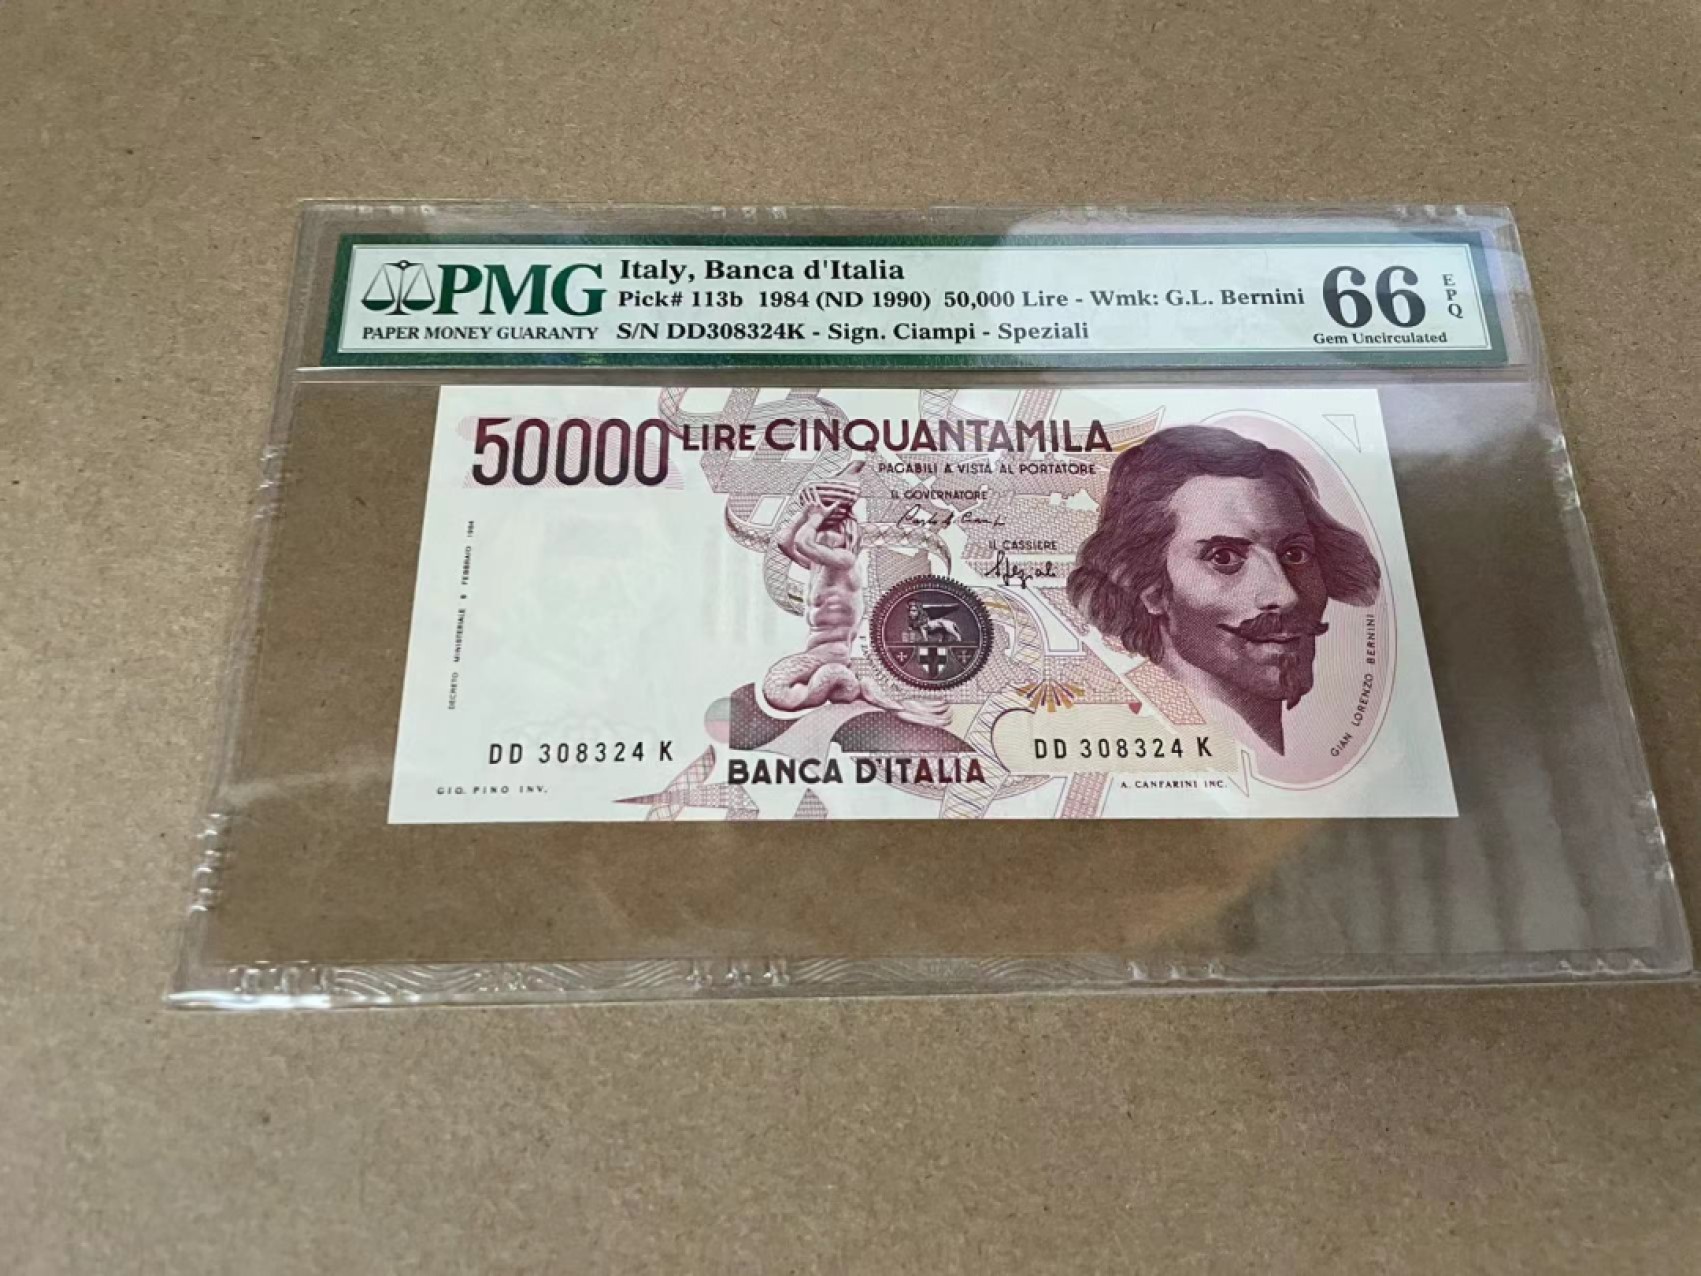 PMG
PAPER MONEY GUARANTY
Italy, Banca d'Italia
Pick# 113b 1984 (ND 1990) 50,000 Lire - Wmk: G.L. Bernini
S/N DD308324K - Sign. Ciampi - Speziali
66
EPQ
Gem Uncirculated
50000 LIRE CINQUANTAMILA
PAGABILI A VISTA AL PORTATORE
IL GOVERNATORE
IL CASSIERE
Speziali
DECRETO MINISTERIALE 6 FEBBRAIO 1984
GIAN LORENZO BERNINI
DD 308324 K
DD 308324 K
BANCA D'ITALIA
GIO. PINO INV.
A. CANFARINI INC.